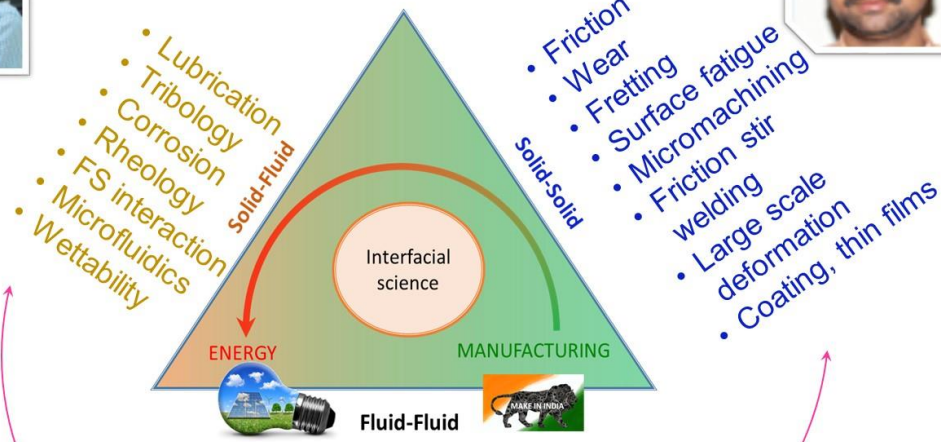 • Lubrication
• Tribology
• Corrosion
• Rheology
• FS interaction
• Microfluidics
• Wettability
Solid-Fluid
Solid-Solid
• Friction
• Wear
• Fretting
• Surface fatigue
• Micromachining
• Friction stir
welding
• Large scale
deformation
• Coating, thin films
Interfacial
science
ENERGY
MANUFACTURING
Fluid-Fluid
MAKE IN INDIA